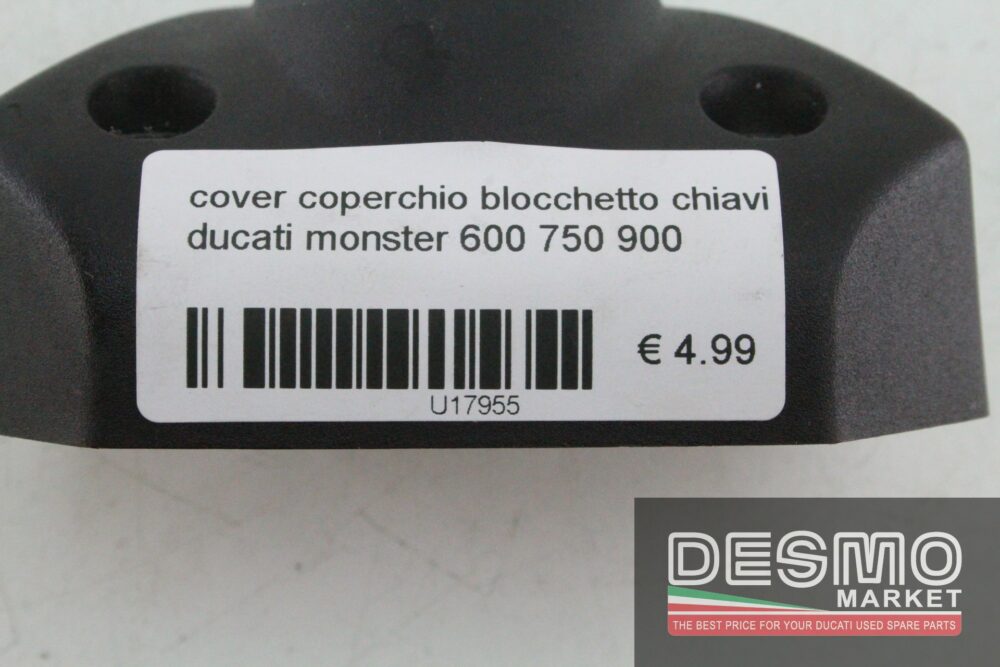 cover coperchio blocchetto chiavi
ducati monster 600 750 900
€ 4.99
U17955
DESMO
MARKET
THE BEST PRICE FOR YOUR DUCATI USED SPARE PARTS